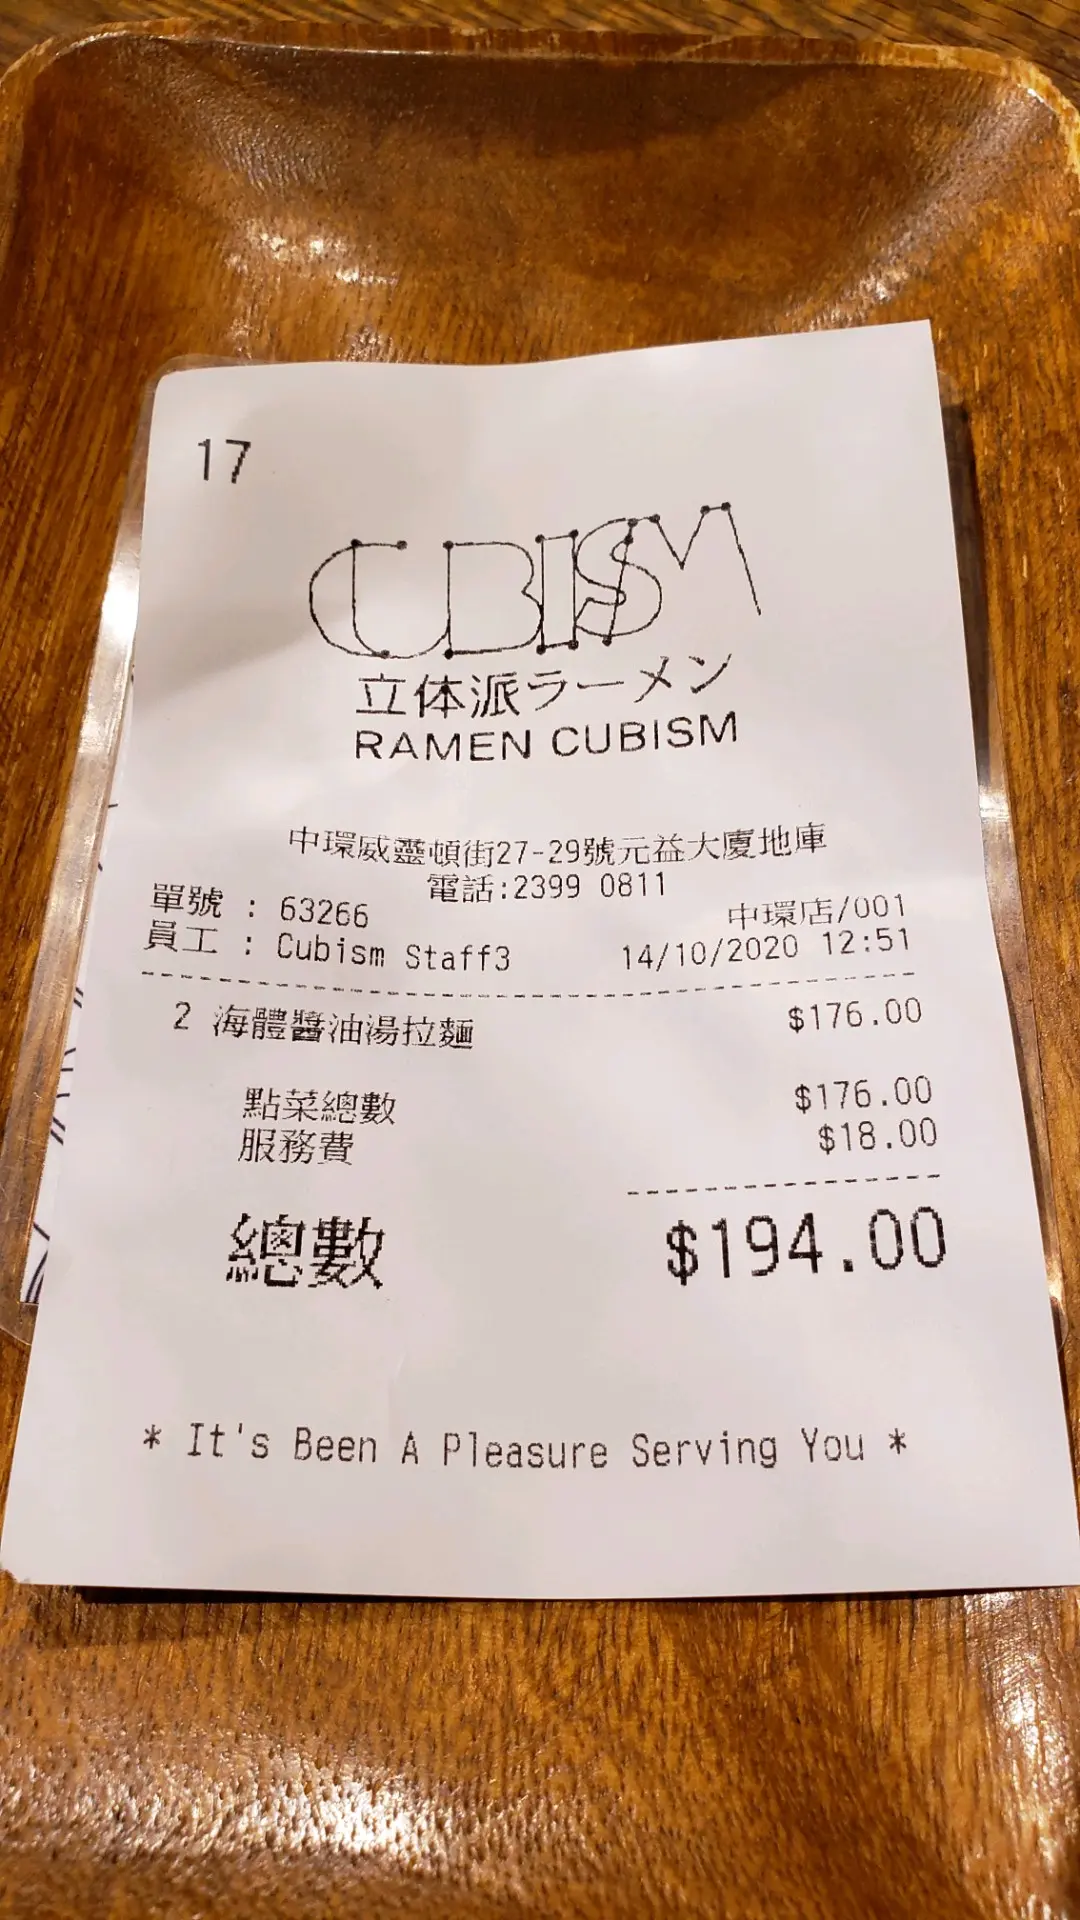 17
CUBISM
立体派ラーメン
RAMEN CUBISM
中環威靈頓街27-29號元益大廈地庫
電話:2399 0811
單號 : 63266 中環店/001
員工 : Cubism Staff3 14/10/2020 12:51
2 海體醬油湯拉麵 $176.00
點菜總數 $176.00
服務費 $18.00
總數 $194.00
* It's Been A Pleasure Serving You *